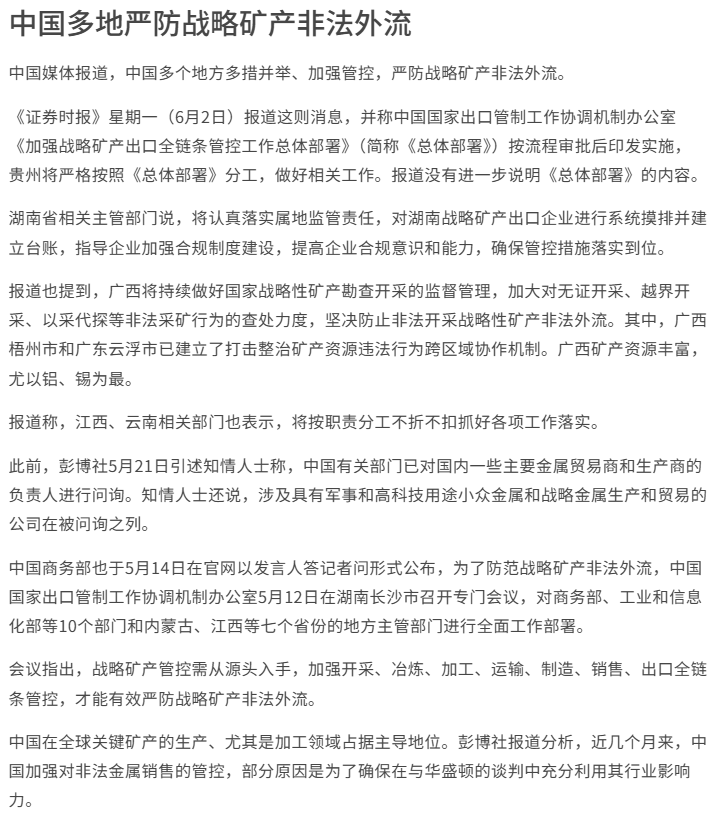 中国多地严防战略矿产非法外流
中国媒体报道，中国多个地方多措并举、加强管控，严防战略矿产非法外流。
《证券时报》星期一（6月2日）报道这则消息，并称中国国家出口管制工作协调机制办公室
《加强战略矿产出口全链条管控工作总体部署》（简称《总体部署》）按流程审批后印发实施，
贵州将严格按照《总体部署》分工，做好相关工作。报道没有进一步说明《总体部署》的内容。
湖南省相关主管部门说，将认真落实属地监管责任，对湖南战略矿产出口企业进行系统摸排并建
立台账，指导企业加强合规制度建设，提高企业合规意识和能力，确保管控措施落实到位。
报道也提到，广西将持续做好国家战略性矿产勘查开采的监督管理，加大对无证开采、越界开
采、以采代探等非法采矿行为的查处力度，坚决防止非法开采战略性矿产非法外流。其中，广西
梧州市和广东云浮市已建立了打击整治矿产资源违法行为跨区域协作机制。广西矿产资源丰富，
尤以铝、锡为最。
报道称，江西、云南相关部门也表示，将按职责分工不折不扣抓好各项工作落实。
此前，彭博社5月21日引述知情人士称，中国有关部门已对国内一些主要金属贸易商和生产商的
负责人进行问询。知情人士还说，涉及具有军事和高科技用途小众金属和战略金属生产和贸易的
公司在被问询之列。
中国商务部也于5月14日在官网以发言人答记者问形式公布，为了防范战略矿产非法外流，中国
国家出口管制工作协调机制办公室5月12日在湖南长沙市召开专门会议，对商务部、工业和信息
化部等10个部门和内蒙古、江西等七个省份的地方主管部门进行全面工作部署。
会议指出，战略矿产管控需从源头入手，加强开采、冶炼、加工、运输、制造、销售、出口全链
条管控，才能有效严防战略矿产非法外流。
中国在全球关键矿产的生产、尤其是加工领域占据主导地位。彭博社报道分析，近几个月来，中
国加强对非法金属销售的管控，部分原因是为了确保在与华盛顿的谈判中充分利用其行业影响
力。